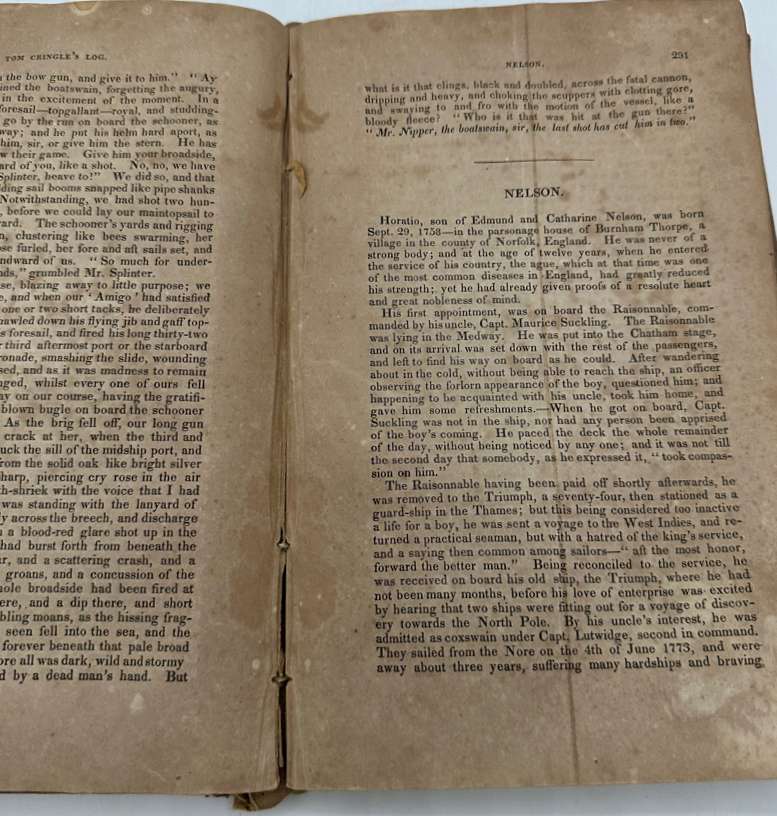 TOM CRINGLE'S LOG.
the bow gun, and give it to him." "Ay
ined the boatswain, forgetting the augury,
in the excitement of the moment. In a
foresail—topgallant—royal, and studding-
go by the run on board the schooner, as
way; and he put his helm hard aport, as
him, sir, or give him the stern. He has
w their game. Give him your broadside,
ard of you, like a shot. No, no, we have
Splinter, heave to!" We did so, and that
ding sail booms snapped like pipe shanks
Notwithstanding, we had shot two hun-
, before we could lay our maintopsail to
ard. The schooner's yards and rigging
n, clustering like bees swarming, her
ose furled, her fore and aft sails set, and
ndward of us. "So much for under-
nds," grumbled Mr. Splinter.
se, blazing away to little purpose; we
e, and when our 'Amigo' had satisfied
one or two short tacks, he deliberately
hawled down his flying jib and gaff top-
s foresail, and fired his long thirty-two
r third aftermost port or the starboard
ronade, smashing the slide, wounding
sed, and as it was madness to remain
aged, whilst every one of ours fell
ay on our course, having the gratifi-
blown bugle on board the schooner
As the brig fell off, our long gun
crack at her, when the third and
uck the sill of the midship port, and
from the solid oak like bright silver
harp, piercing cry rose in the air
th-shriek with the voice that I had
was standing with the lanyard of
ly across the breech, and discharge
n a blood-red glare shot up in the
had burst forth from beneath the
ar, and a scattering crash, and a
groans, and a concussion of the
hole broadside had been fired at
ere, and a dip there, and short
bling moans, as the hissing frag-
seen fell into the sea, and the
forever beneath that pale broad
ore all was dark, wild and stormy
d by a dead man's hand. But
NELSON. 291
what is it that clings, black and doubled, across the fatal cannon,
dripping and heavy, and choking the scuppers with clotting gore,
and swaying to and fro with the motion of the vessel, like a
bloody fleece? "Who is it that was hit at the gun there?"
"Mr. Nipper, the boatswain, sir, the last shot has cut him in two."
NELSON.
Horatio, son of Edmund and Catharine Nelson, was born
Sept. 29, 1758—in the parsonage house of Burnham Thorpe, a
village in the county of Norfolk, England. He was never of a
strong body; and at the age of twelve years, when he entered
the service of his country, the ague, which at that time was one
of the most common diseases in England, had greatly reduced
his strength; yet he had already given proofs of a resolute heart
and great nobleness of mind.
His first appointment, was on board the Raisonnable, com-
manded by his uncle, Capt. Maurice Suckling. The Raisonnable
was lying in the Medway. He was put into the Chatham stage,
and on its arrival was set down with the rest of the passengers,
and left to find his way on board as he could. After wandering
about in the cold, without being able to reach the ship, an officer
observing the forlorn appearance of the boy, questioned him; and
happening to be acquainted with his uncle, took him home, and
gave him some refreshments.—When he got on board, Capt.
Suckling was not in the ship, nor had any person been apprised
of the boy's coming. He paced the deck the whole remainder
of the day, without being noticed by any one; and it was not till
the second day that somebody, as he expressed it, "took compas-
sion on him."
The Raisonnable having been paid off shortly afterwards, he
was removed to the Triumph, a seventy-four, then stationed as a
guard-ship in the Thames; but this being considered too inactive
a life for a boy, he was sent a voyage to the West Indies, and re-
turned a practical seaman, but with a hatred of the king's service,
and a saying then common among sailors—"aft the most honor,
forward the better man." Being reconciled to the service, he
was received on board his old ship, the Triumph, where he had
not been many months, before his love of enterprise was excited
by hearing that two ships were fitting out for a voyage of discov-
ery towards the North Pole. By his uncle's interest, he was
admitted as coxswain under Capt. Lutwidge, second in command.
They sailed from the Nore on the 4th of June 1773, and were
away about three years, suffering many hardships and braving